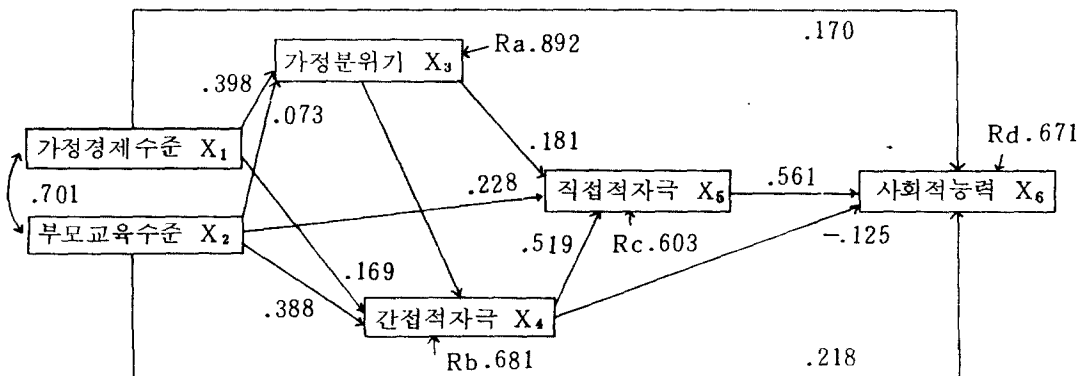 .170
Ra.892
가정분위기 X₃
.398
.073
Rd.671
가정경제수준 X₁
.181
.701
.228
직접적자극 X₅
.561
사회적능력 X₆
부모교육수준 X₂
.519
Rc.603
-.125
.169
.388
간접적자극 X₄
Rb.681
.218